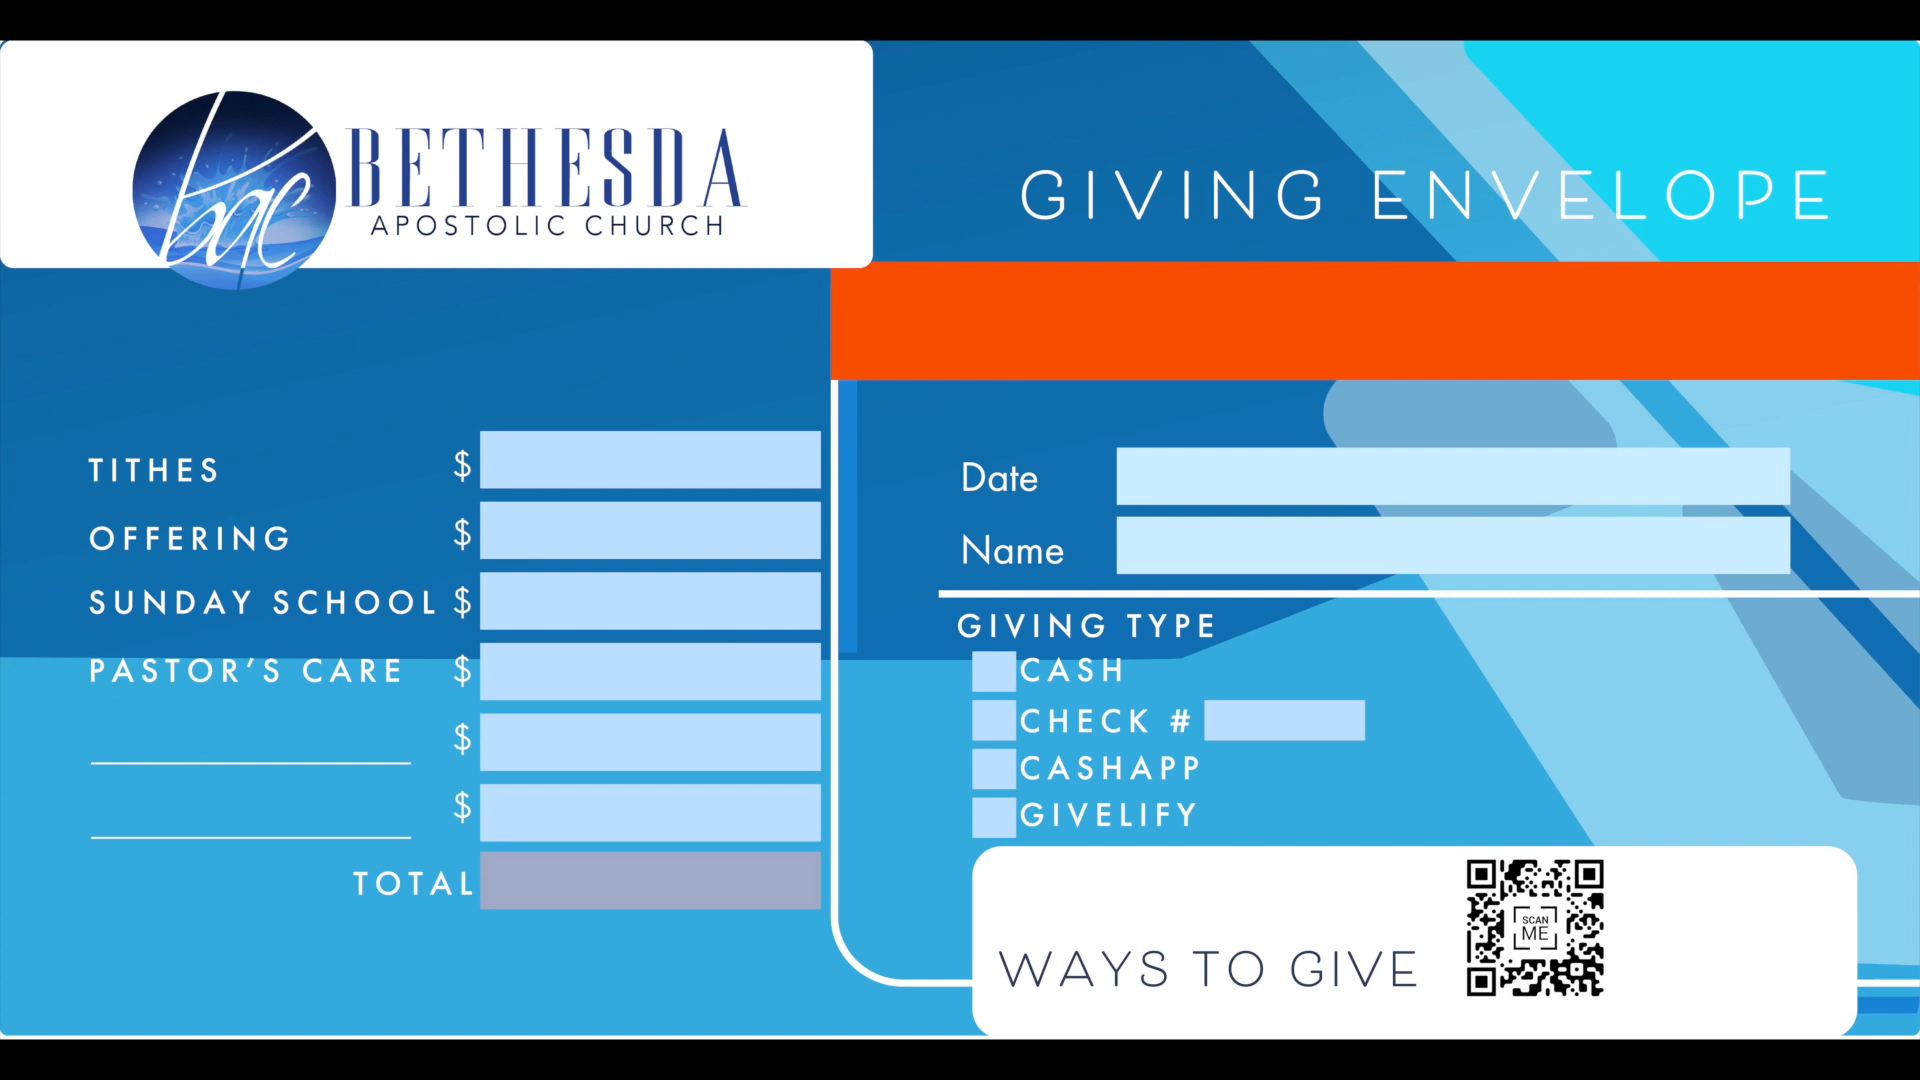 bac
BETHESDA
APOSTOLIC CHURCH
GIVING ENVELOPE
TITHES $
OFFERING $
SUNDAY SCHOOL $
PASTOR'S CARE $
$
$
TOTAL
Date
Name
GIVING TYPE
CASH
CHECK #
CASHAPP
GIVELIFY
WAYS TO GIVE
SCAN
ME